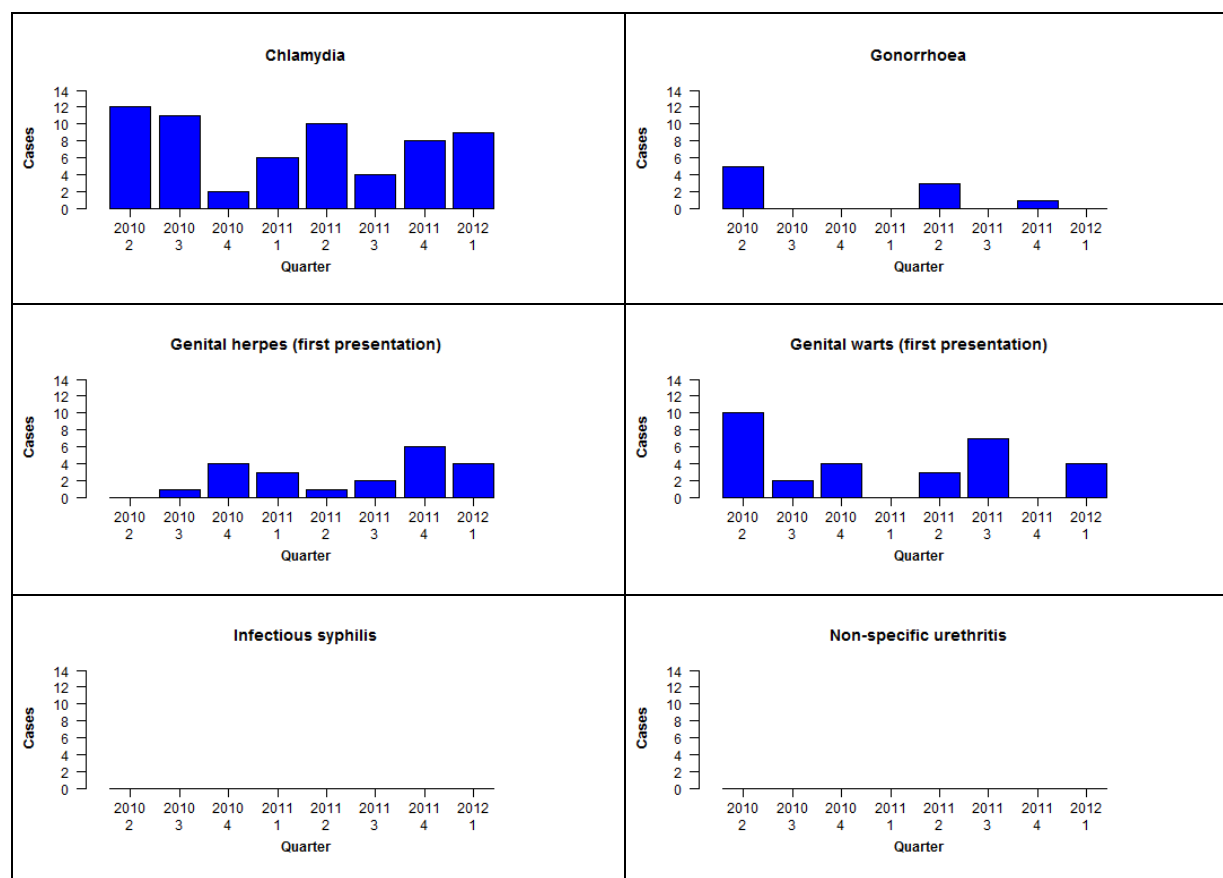 Chlamydia
Cases
14
12
10
8
6
4
2
0
2010 2010 2010 2011 2011 2011 2011 2012
2 3 4 1 2 3 4 1
Quarter
Gonorrhoea
Cases
14
12
10
8
6
4
2
0
2010 2010 2010 2011 2011 2011 2011 2012
2 3 4 1 2 3 4 1
Quarter
Genital herpes (first presentation)
Cases
14
12
10
8
6
4
2
0
2010 2010 2010 2011 2011 2011 2011 2012
2 3 4 1 2 3 4 1
Quarter
Genital warts (first presentation)
Cases
14
12
10
8
6
4
2
0
2010 2010 2010 2011 2011 2011 2011 2012
2 3 4 1 2 3 4 1
Quarter
Infectious syphilis
Cases
14
12
10
8
6
4
2
0
2010 2010 2010 2011 2011 2011 2011 2012
2 3 4 1 2 3 4 1
Quarter
Non-specific urethritis
Cases
14
12
10
8
6
4
2
0
2010 2010 2010 2011 2011 2011 2011 2012
2 3 4 1 2 3 4 1
Quarter